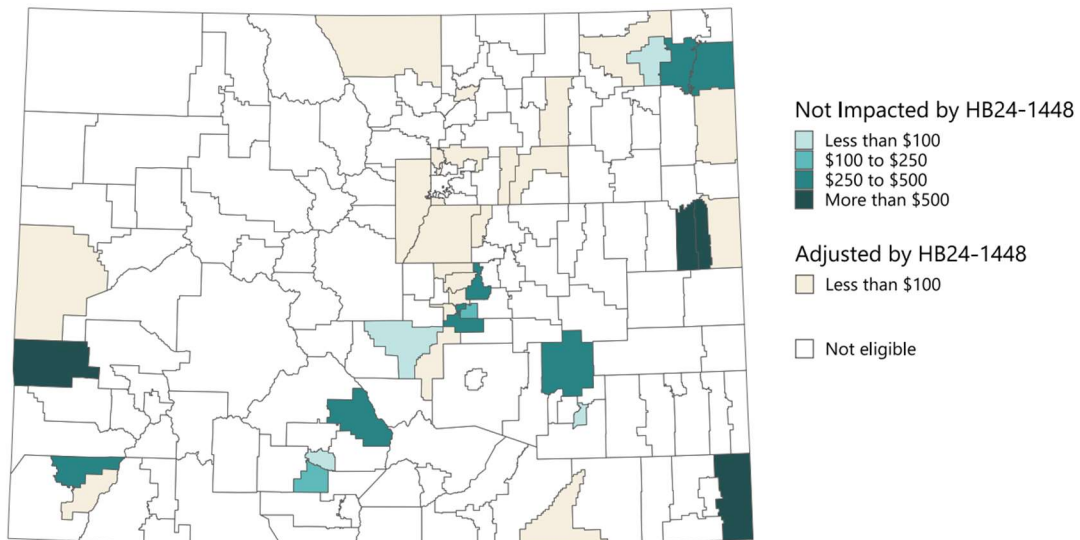 Not Impacted by HB24-1448
Less than $100
$100 to $250
$250 to $500
More than $500
Adjusted by HB24-1448
Less than $100
Not eligible